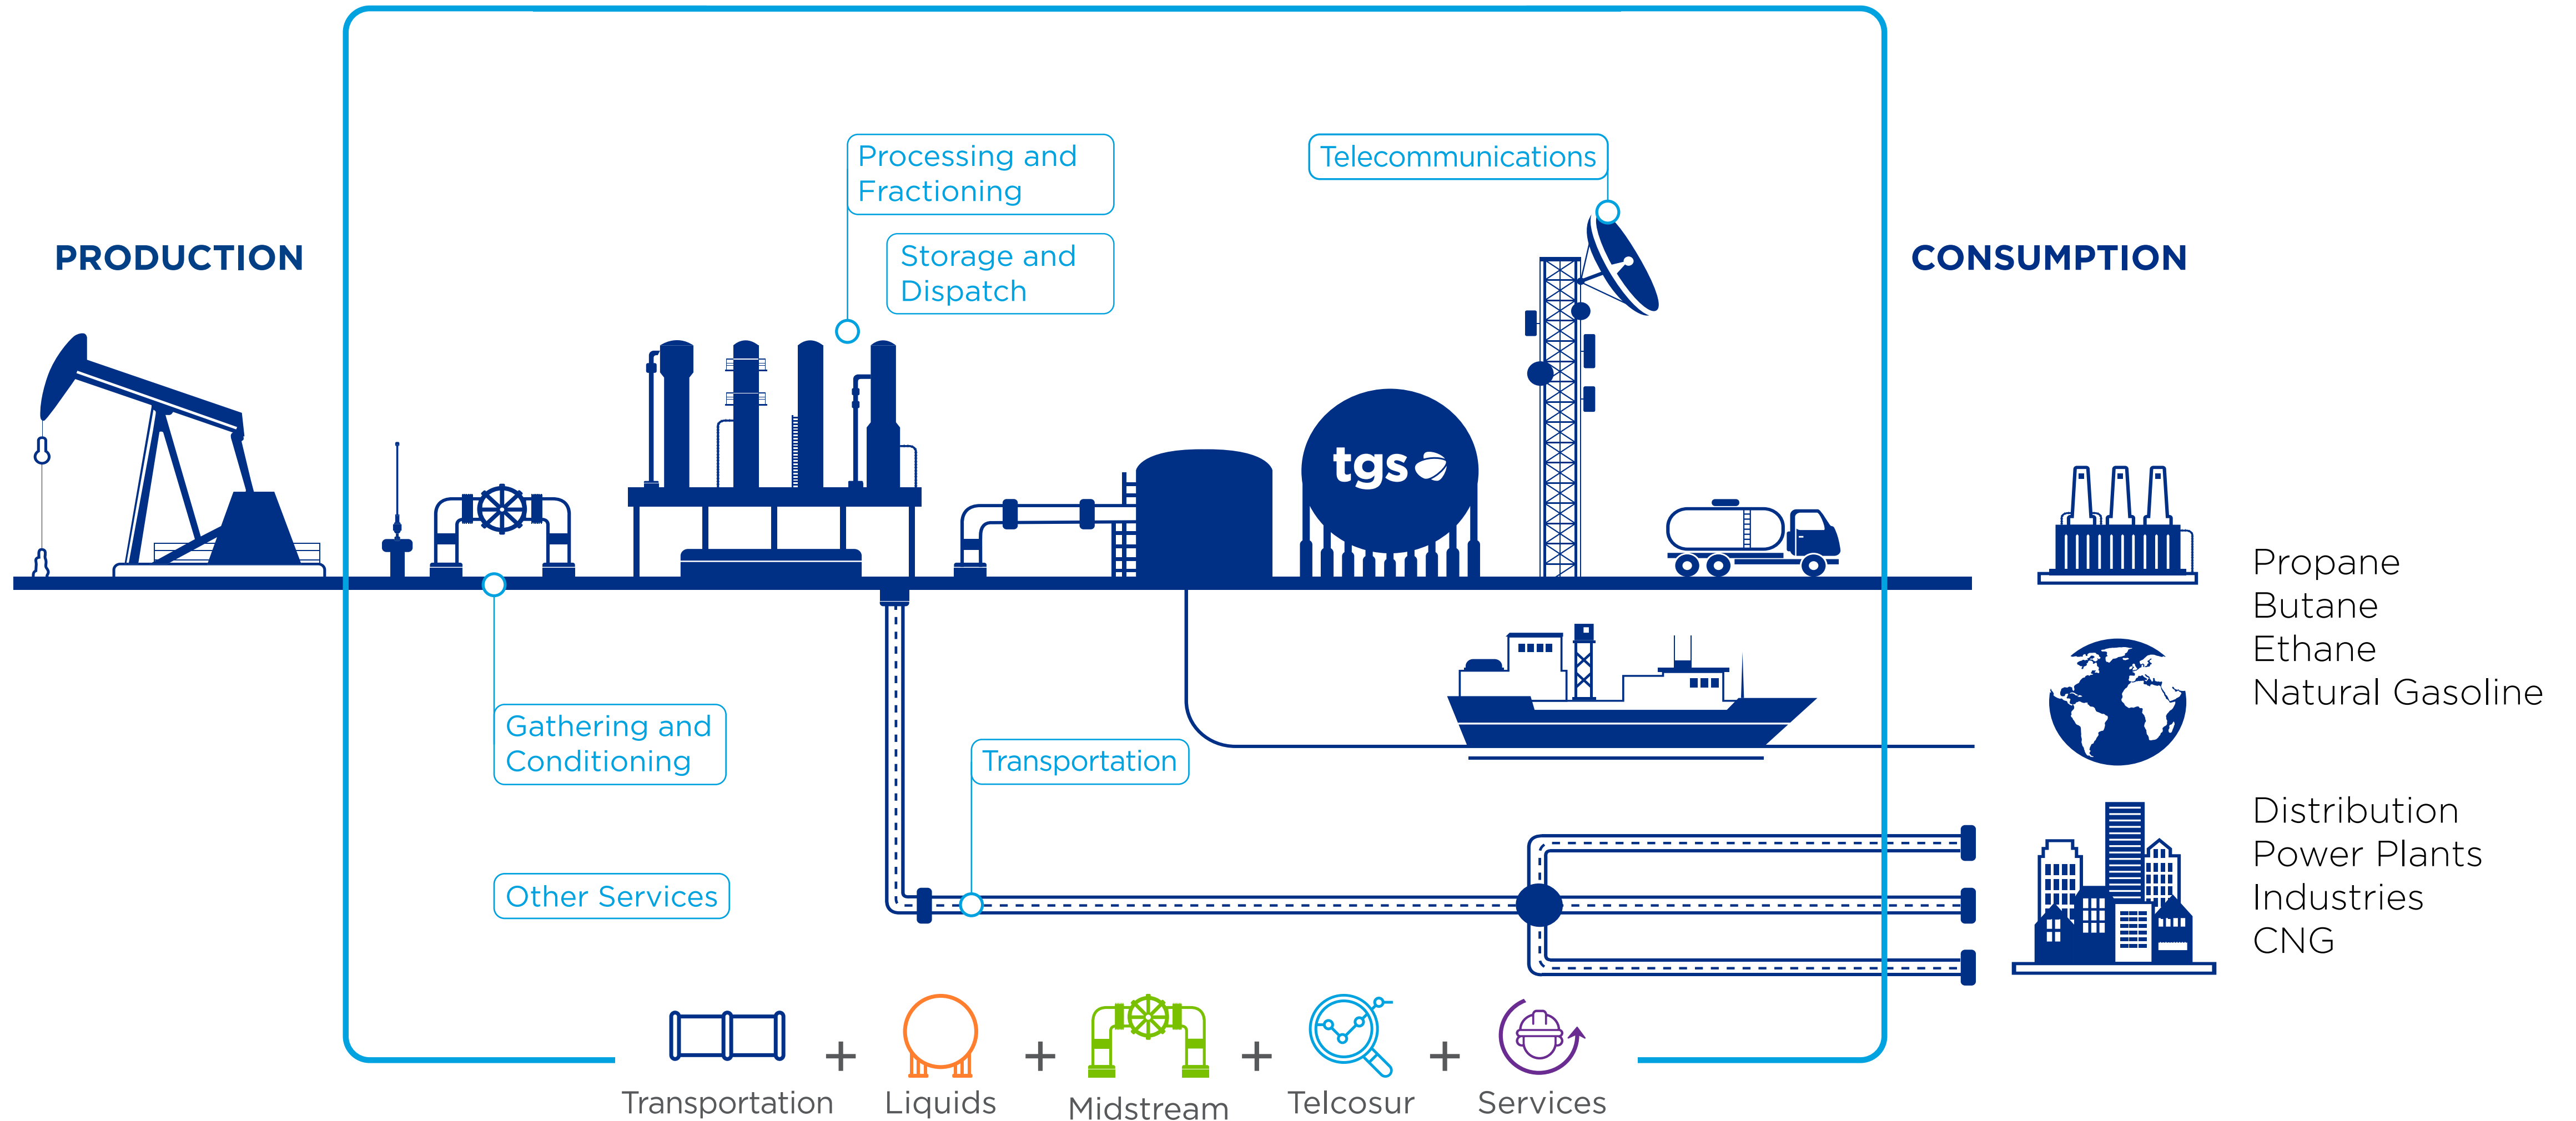 Processing and
Fractioning
Telecommunications
PRODUCTION
Storage and
Dispatch
CONSUMPTION
tgs
Propane
Butane
Ethane
Natural Gasoline
Gathering and
Conditioning
Transportation
Distribution
Power Plants
Industries
CNG
Other Services
Transportation
+
Liquids
+
Midstream
+
Telcosur
+
Services